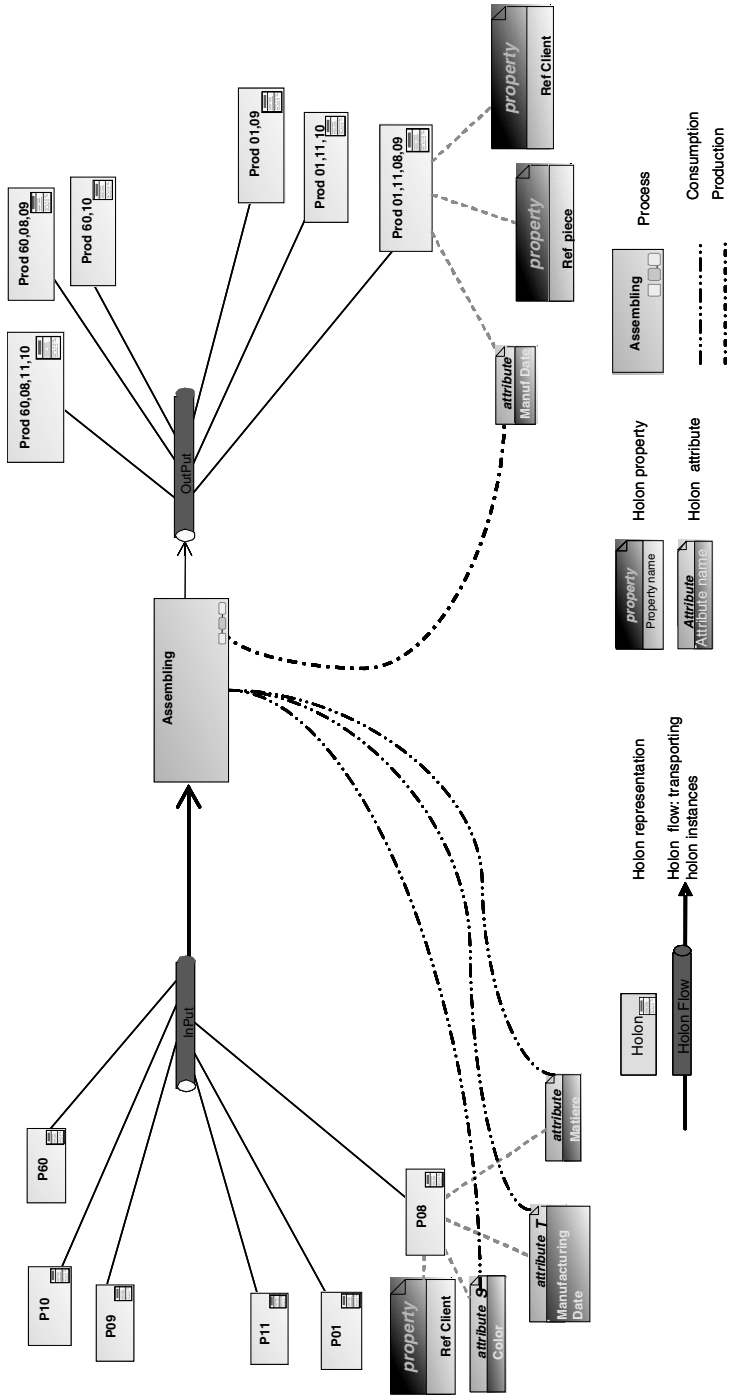 P60
P10
P09
P11
P01
P08
InPut
property
Ref Client
attribute S
Color
attribute T
Manufacturing
Date
attribute
Matiere
Assembling
OutPut
Prod 60,08,11,10
Prod 60,08,09
Prod 60,10
Prod 01,09
Prod 01,11,10
Prod 01,11,08,09
attribute
Manuf Date
property
Ref piece
property
Ref Client
Holon
Holon representation
Holon Flow
Holon flow: transporting
holon instances
property
Property name
Holon property
Attribute
Attribute name
Holon attribute
Assembling
Process
Consumption
Production